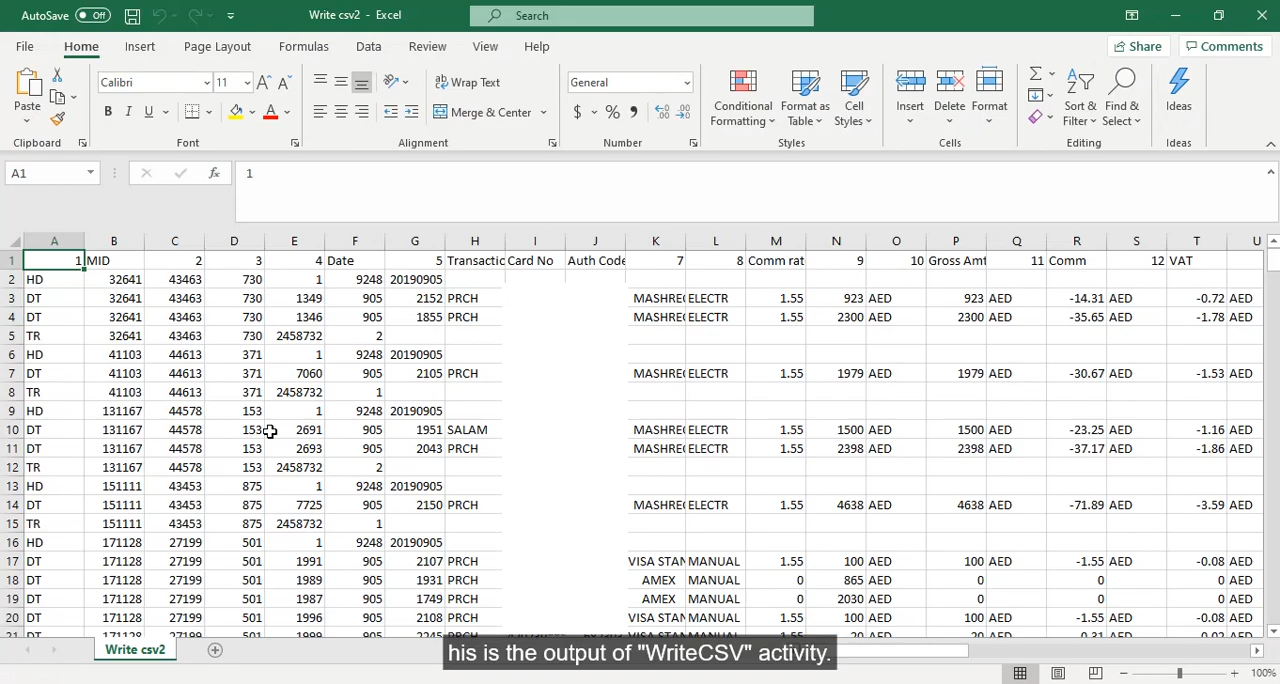 AutoSave Off Write csv2 - Excel Search
File Home Insert Page Layout Formulas Data Review View Help Share Comments
Calibri 11 Wrap Text General
Paste B I U Merge & Center $ % Conditional Formatting Format as Table Cell Styles Insert Delete Format Sort & Filter Find & Select Ideas
Clipboard Font Alignment Number Styles Cells Editing Ideas
A1 fx 1
A B C D E F G H I J K L M N O P Q R S T U
1 1 MID 2 3 4 Date 5 Transactic Card No Auth Code 7 8 Comm rat 9 10 Gross Amt 11 Comm 12 VAT
2 HD 32641 43463 730 1 9248 20190905
3 DT 32641 43463 730 1349 905 2152 PRCH MASHREC ELECTR 1.55 923 AED 923 AED -14.31 AED -0.72 AED
4 DT 32641 43463 730 1346 905 1855 PRCH MASHREC ELECTR 1.55 2300 AED 2300 AED -35.65 AED -1.78 AED
5 TR 32641 43463 730 2458732 2
6 HD 41103 44613 371 1 9248 20190905
7 DT 41103 44613 371 7060 905 2105 PRCH MASHREC ELECTR 1.55 1979 AED 1979 AED -30.67 AED -1.53 AED
8 TR 41103 44613 371 2458732 1
9 HD 131167 44578 153 1 9248 20190905
10 DT 131167 44578 153 2691 905 1951 SALAM MASHREC ELECTR 1.55 1500 AED 1500 AED -23.25 AED -1.16 AED
11 DT 131167 44578 153 2693 905 2043 PRCH MASHREC ELECTR 1.55 2398 AED 2398 AED -37.17 AED -1.86 AED
12 TR 131167 44578 153 2458732 2
13 HD 151111 43453 875 1 9248 20190905
14 DT 151111 43453 875 7725 905 2150 PRCH MASHREC ELECTR 1.55 4638 AED 4638 AED -71.89 AED -3.59 AED
15 TR 151111 43453 875 2458732 1
16 HD 171128 27199 501 1 9248 20190905
17 DT 171128 27199 501 1991 905 2107 PRCH VISA STAN MANUAL 1.55 100 AED 100 AED -1.55 AED -0.08 AED
18 DT 171128 27199 501 1989 905 1931 PRCH AMEX MANUAL 0 865 AED 0 0 0 AED
19 DT 171128 27199 501 1987 905 1749 PRCH AMEX MANUAL 0 2030 AED 0 0 0 AED
20 DT 171128 27199 501 1996 905 2108 PRCH VISA STAN MANUAL 1.55 100 AED 100 AED -1.55 AED -0.08 AED
21 DT 171128 27199 501 1999 905 2245 PRCH VISA STAN MANUAL 1.55 20 AED 20 AED
Write csv2
his is the output of "WriteCSV" activity.
100%